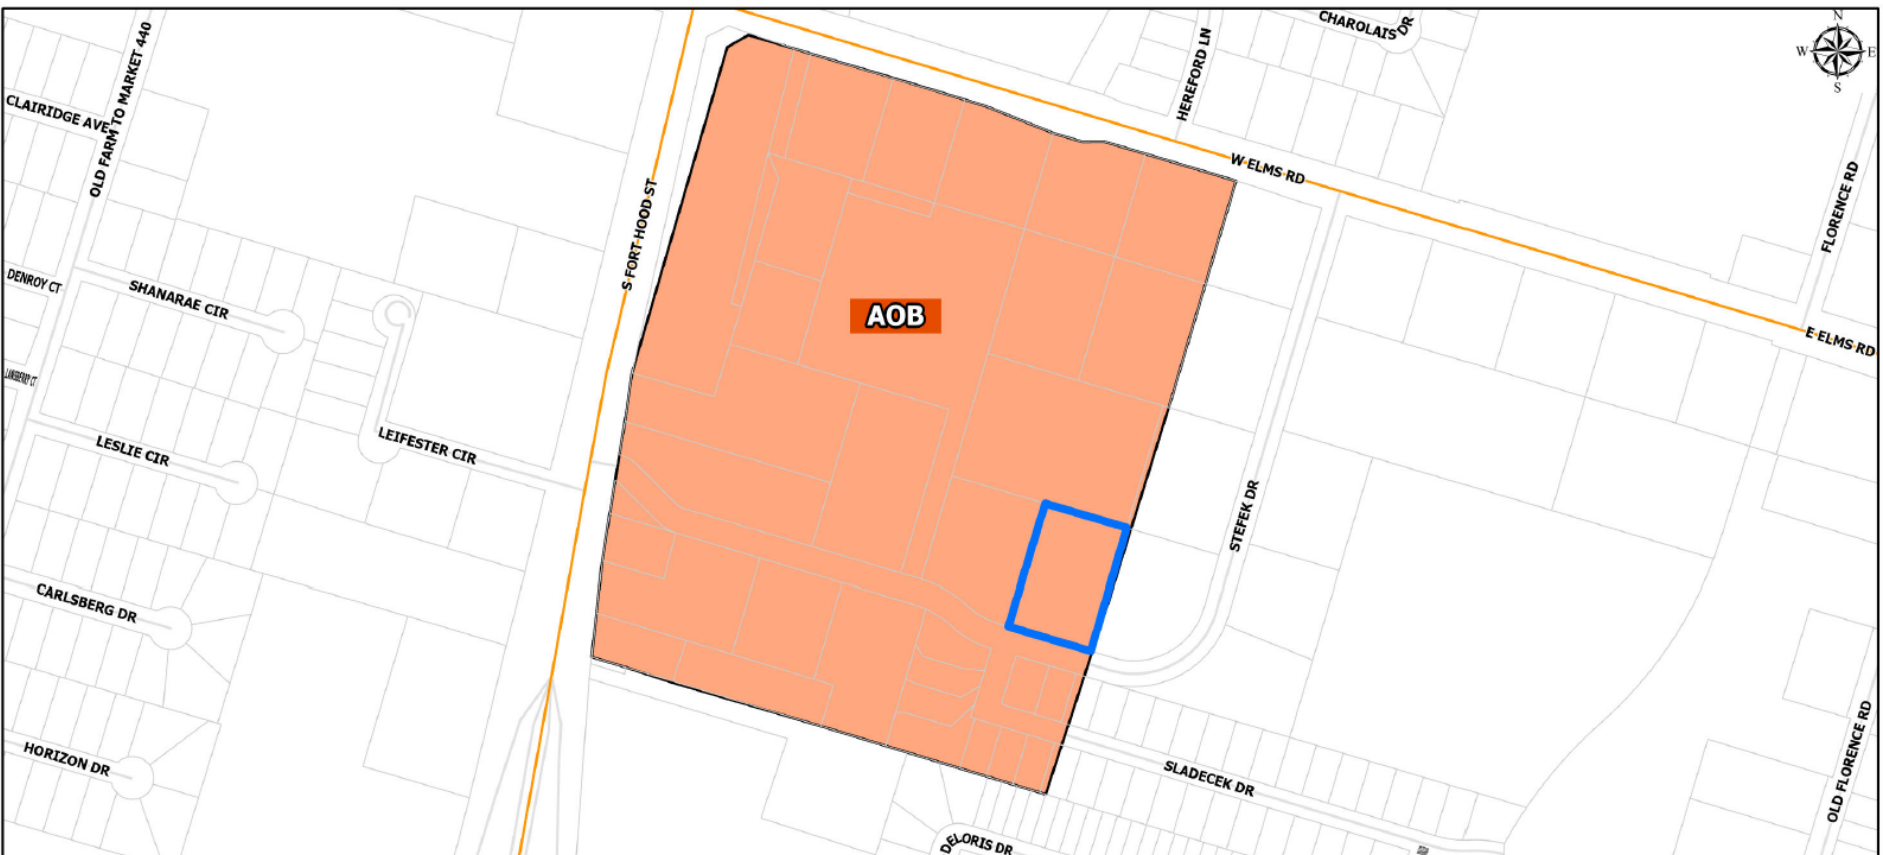 CHAROLAIS DR
N
W
E
S
OLD FARM TO MARKET 440
HEREFORD LN
CLAIRIDGE AVE
W ELMS RD
FLORENCE RD
S FORT HOOD ST
DENROY CT
SHANARAE CIR
AOB
E ELMS RD
LESLIE CIR
LEIFESTER CIR
STEFEK DR
CARLSBERG DR
HORIZON DR
SLADECEK DR
OLD FLORENCE RD
DELORIS DR